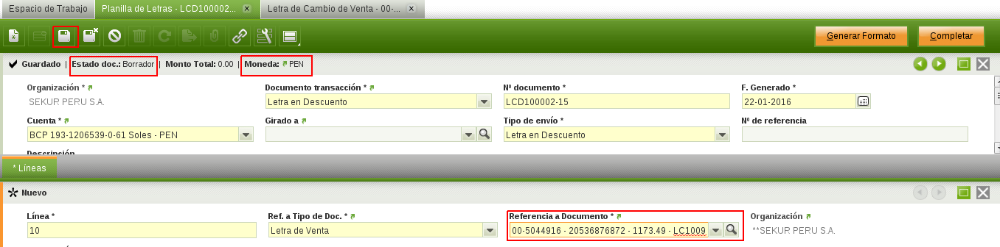 Espacio de Trabajo Planilla de Letras - LCD100002... Letra de Cambio de Venta - 00-...
Generar Formato Completar
Guardado | Estado doc.: Borrador | Monto Total: 0.00 | Moneda: PEN
Organización * Documento transacción * Nº documento * F. Generado *
SEKUR PERU S.A. Letra en Descuento LCD100002-15 22-01-2016
Cuenta * Girado a Tipo de envío * Nº de referencia
BCP 193-1206539-0-61 Soles - PEN Letra en Descuento
Descripción
* Líneas
Nuevo
Línea * Ref. a Tipo de Doc. * Referencia a Documento * Organización
10 Letra de Venta 00-5044916 - 20536876872 - 1173.49 - LC1009 **SEKUR PERU S.A.